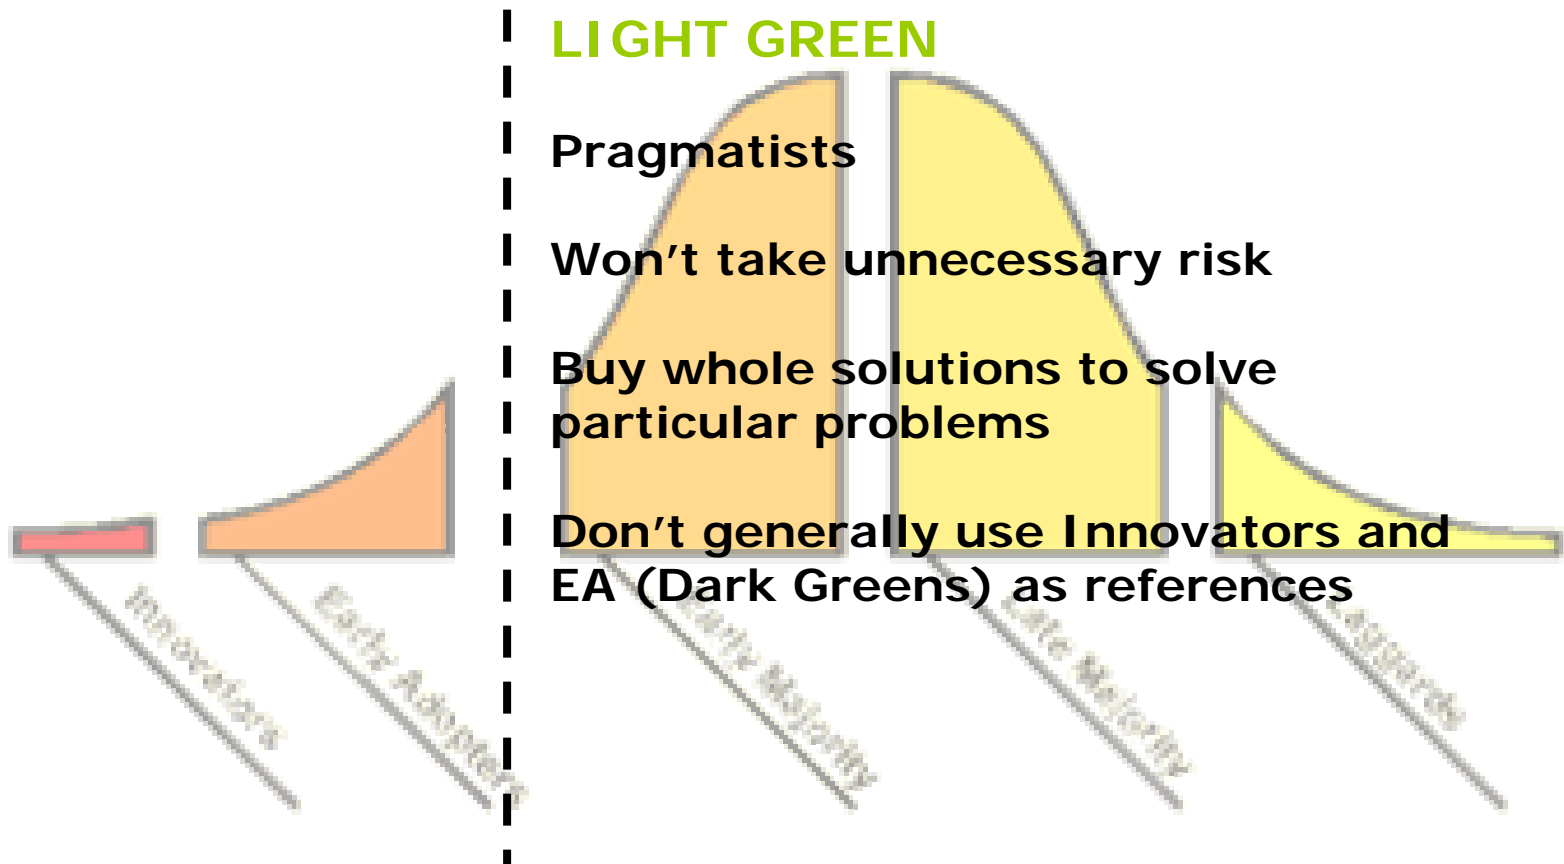 LIGHT GREEN
Pragmatists
Won't take unnecessary risk
Buy whole solutions to solve
particular problems
Don't generally use Innovators and
EA (Dark Greens) as references
Innovators
Early Adopters
Early Majority
Late Majority
Laggards